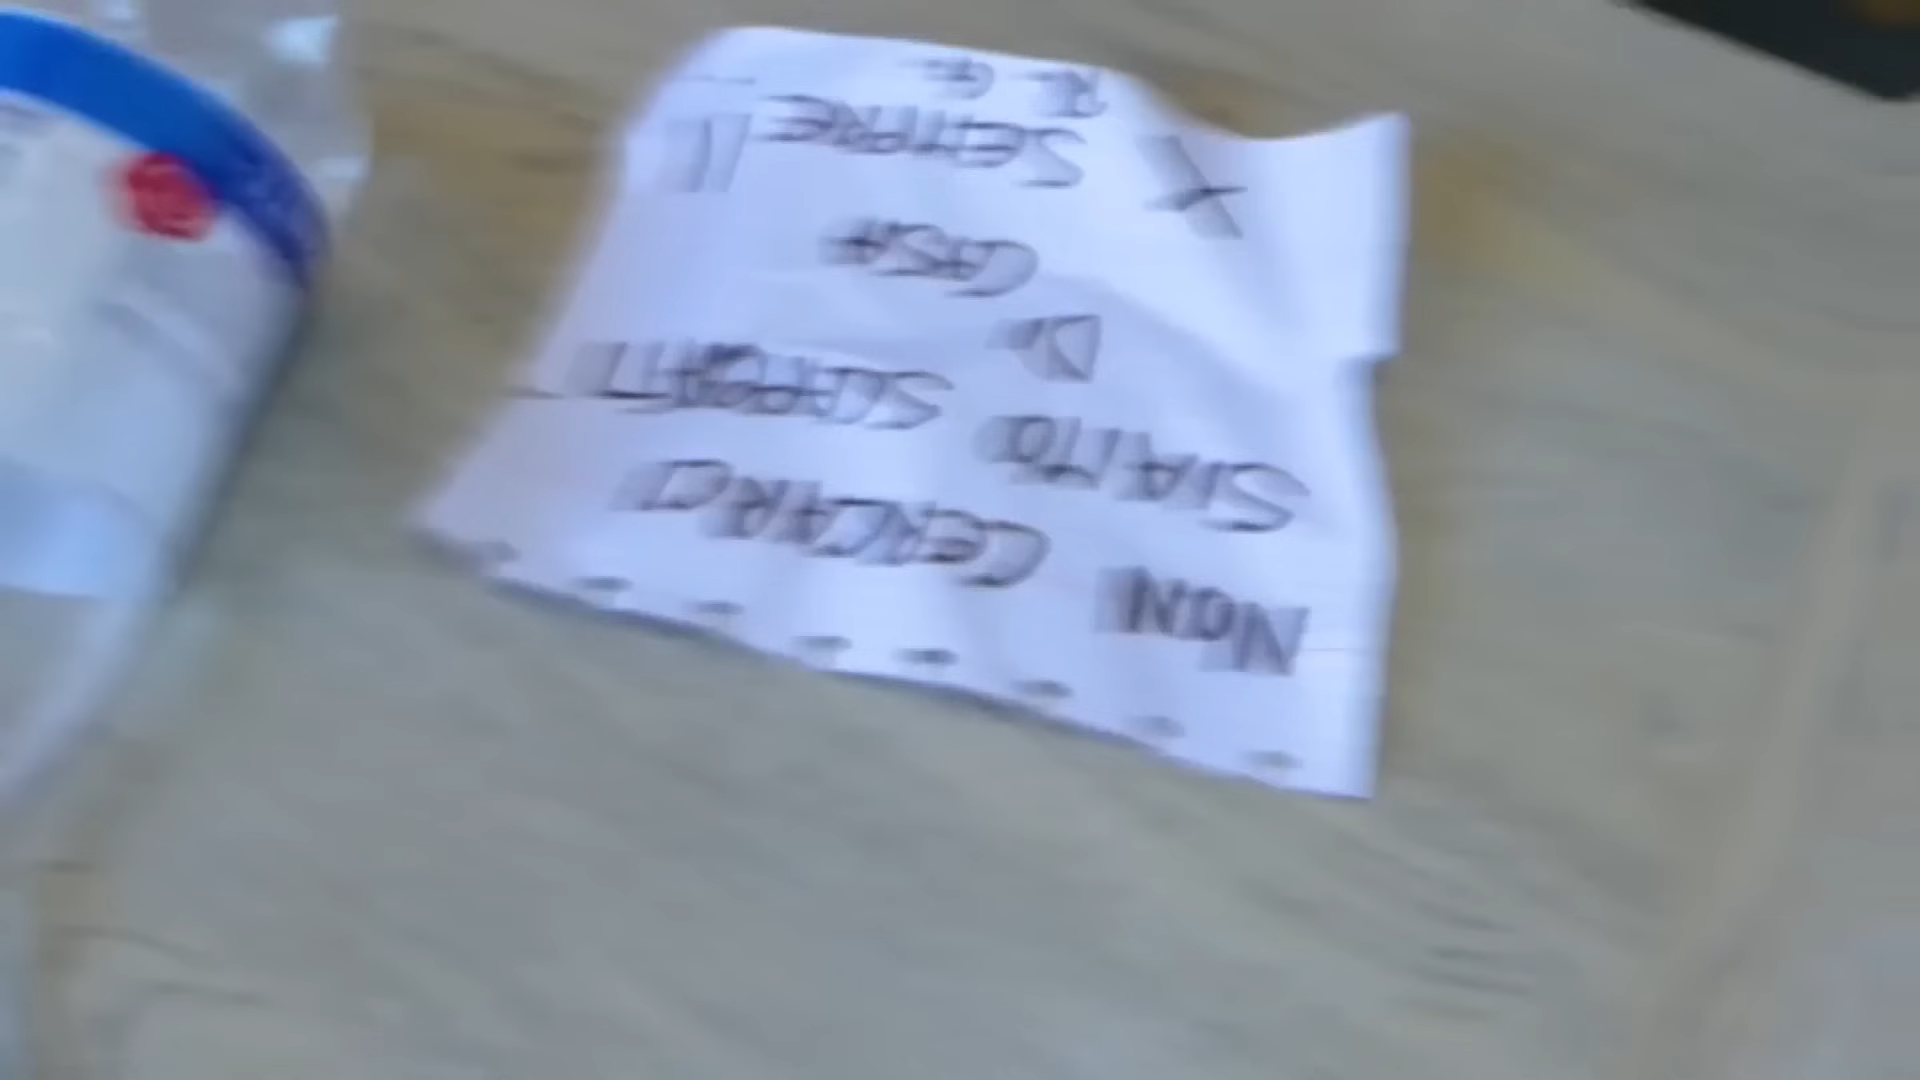 NON CERCARCI
SIAMO SCAPPATI
DI CASA
X SEMPRE!!
R. G.